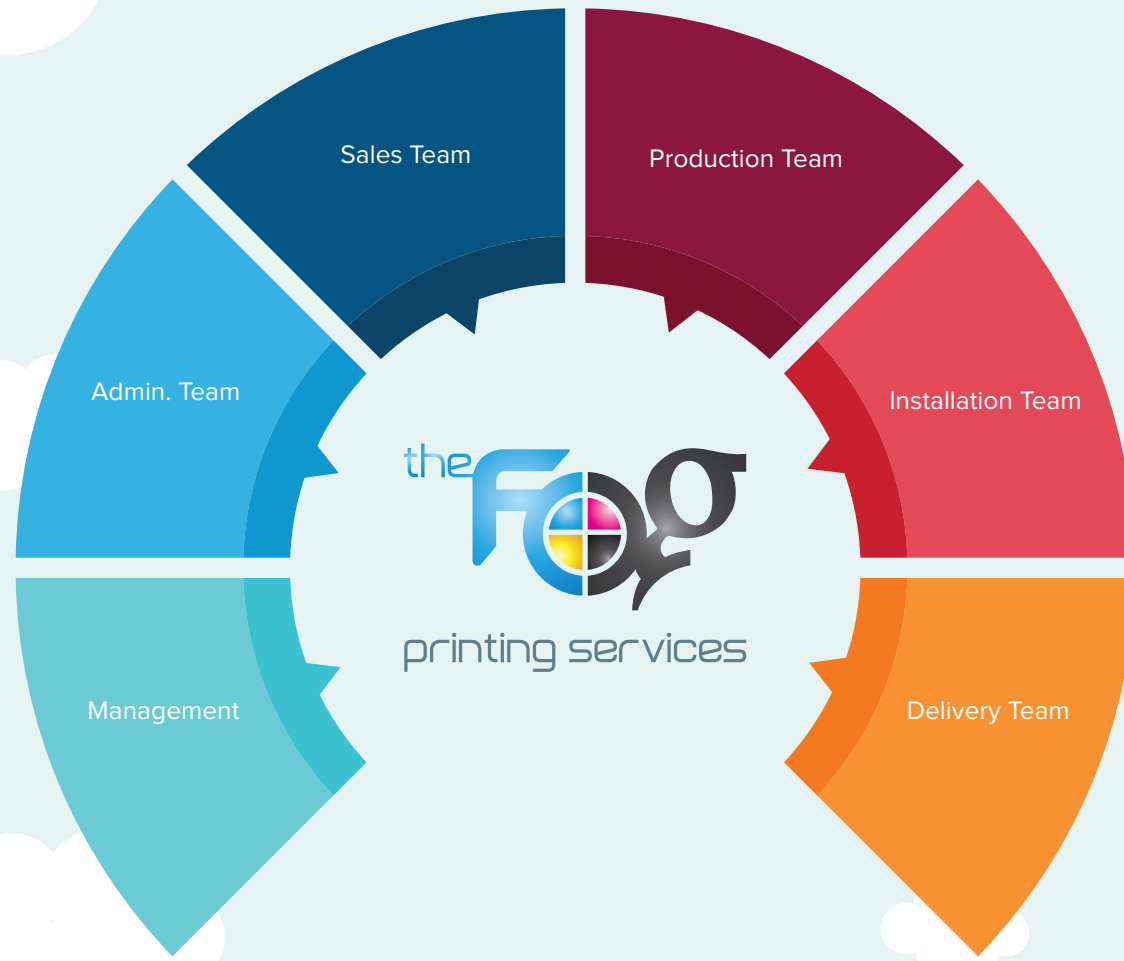 Sales Team
Production Team
Admin. Team
Installation Team
the Fog
printing services
Management
Delivery Team